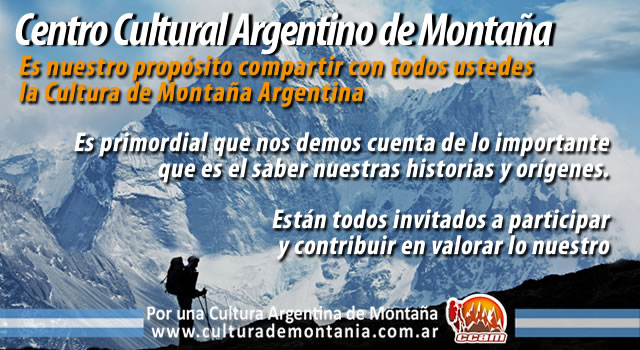 Centro Cultural Argentino de Montaña
Es nuestro propósito compartir con todos ustedes
la Cultura de Montaña Argentina
Es primordial que nos demos cuenta de lo importante
que es el saber nuestras historias y orígenes.
Están todos invitados a participar
y contribuir en valorar lo nuestro
Por una Cultura Argentina de Montaña
www.culturademontania.com.ar
ccam